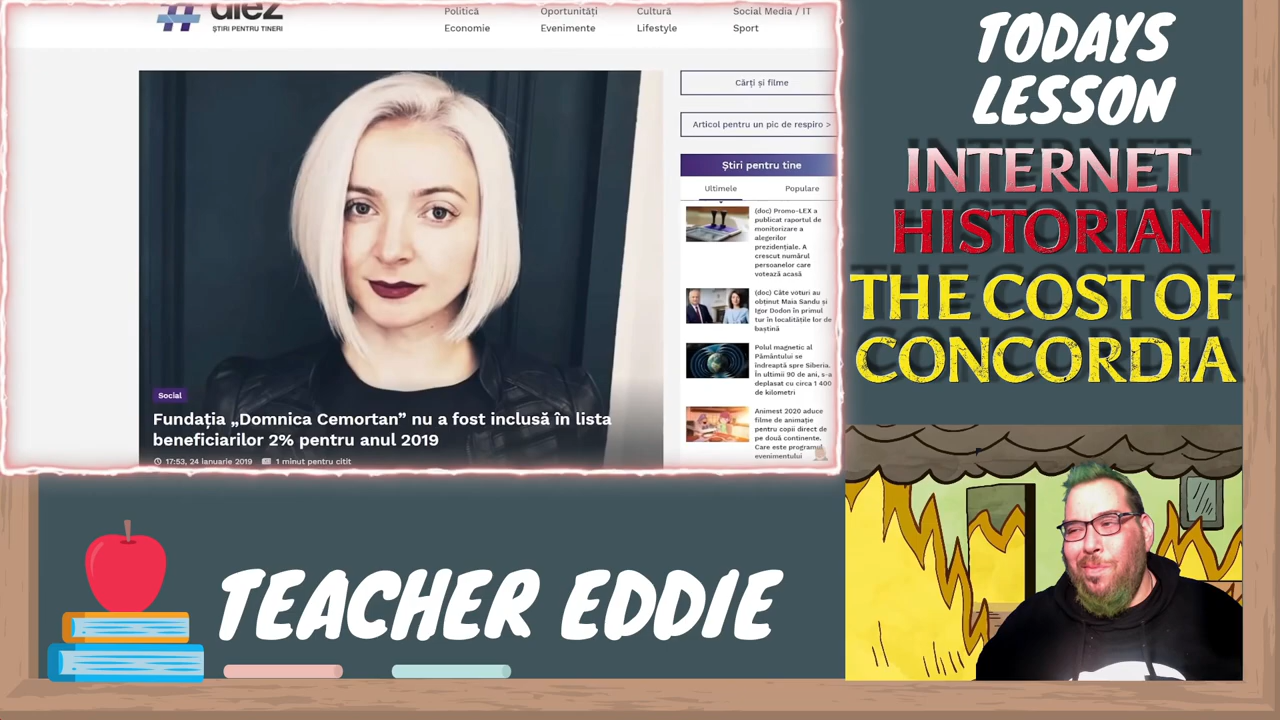 diez
ȘTIRI PENTRU TINERI
Politică
Oportunități
Cultură
Social Media / IT
Economie
Evenimente
Lifestyle
Sport
Cărți și filme
Articol pentru un pic de respiro >
Știri pentru tine
Ultimele
Populare
(doc) Promo-LEX a
publicat raportul de
monitorizare a
alegerilor
prezidențiale. A
crescut numărul
persoanelor care
votează acasă
(doc) Câte voturi au
obținut Maia Sandu și
Igor Dodon în primul
tur în localitățile lor de
baștină
Polul magnetic al
Pământului se
îndreaptă spre Siberia.
În ultimii 90 de ani, s-a
deplasat cu circa 1 400
de kilometri
Animest 2020 aduce
filme de animație
pentru copii direct de
pe două continente.
Care este programul
evenimentului
Social
Fundația „Domnica Cemortan” nu a fost inclusă în lista
beneficiarilor 2% pentru anul 2019
17:53, 24 Ianuarie 2019
1 minut pentru citit
TODAYS
LESSON
INTERNET
HISTORIAN
THE COST OF
CONCORDIA
TEACHER EDDIE